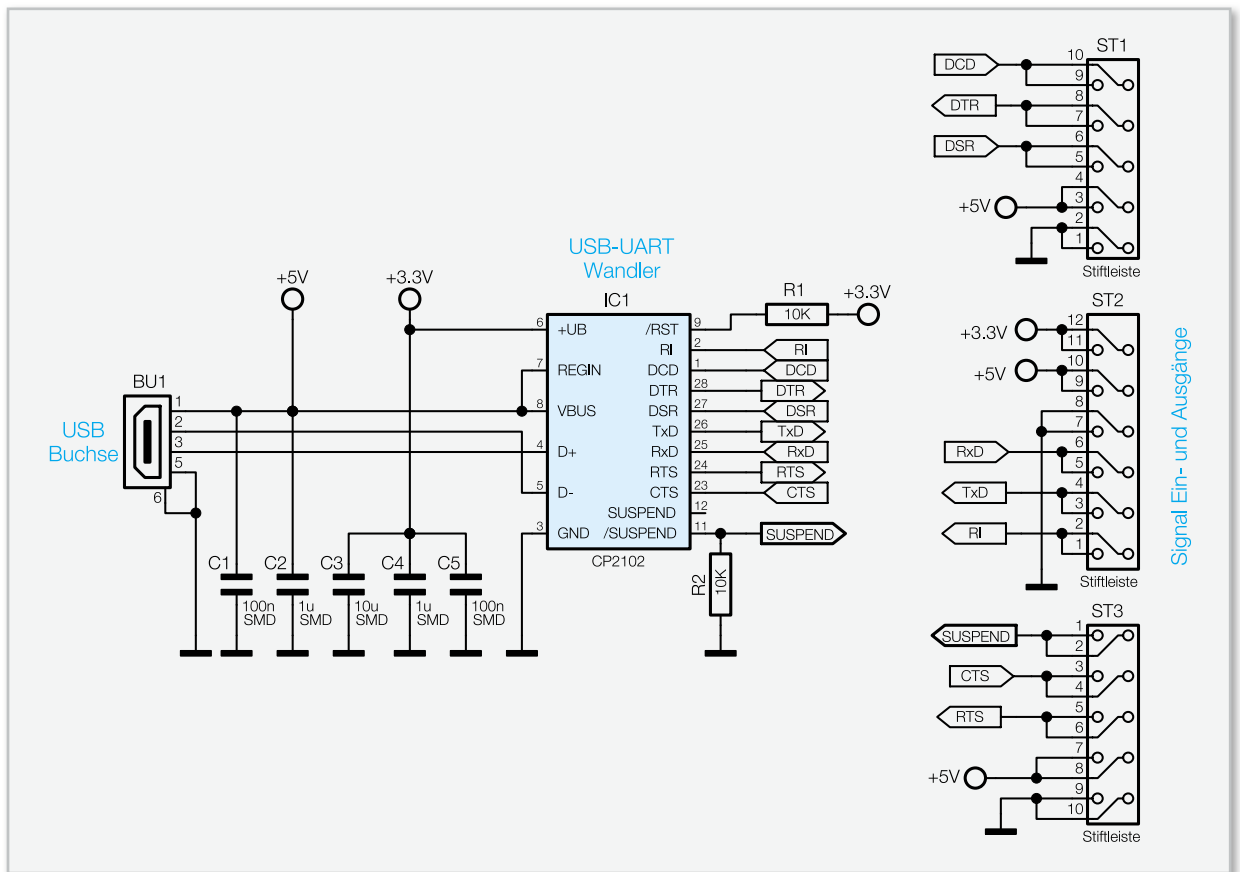 USB
Buchse
BU1
1
2
3
5
6
+5V
+3.3V
C1
100n
SMD
C2
1u
SMD
C3
10u
SMD
C4
1u
SMD
C5
100n
SMD
USB-UART
Wandler
IC1
6 +UB
7 REGIN
8 VBUS
4 D+
5 D-
3 GND
/RST 9
RI 2 RI
DCD 1 DCD
DTR 28 DTR
DSR 27 DSR
TxD 26 TxD
RxD 25 RxD
RTS 24 RTS
CTS 23 CTS
SUSPEND 12
/SUSPEND 11 SUSPEND
CP2102
R1
10K
+3.3V
R2
10K
ST1
DCD 10
9
DTR 8
7
DSR 6
5
4
+5V 3
2
1
Stiftleiste
ST2
+3.3V 12
11
+5V 10
9
8
7
RxD 6
5
TxD 4
3
RI 2
1
Stiftleiste
ST3
SUSPEND 1
2
CTS 3
4
RTS 5
6
7
+5V 8
9
10
Stiftleiste
Signal Ein- und Ausgänge